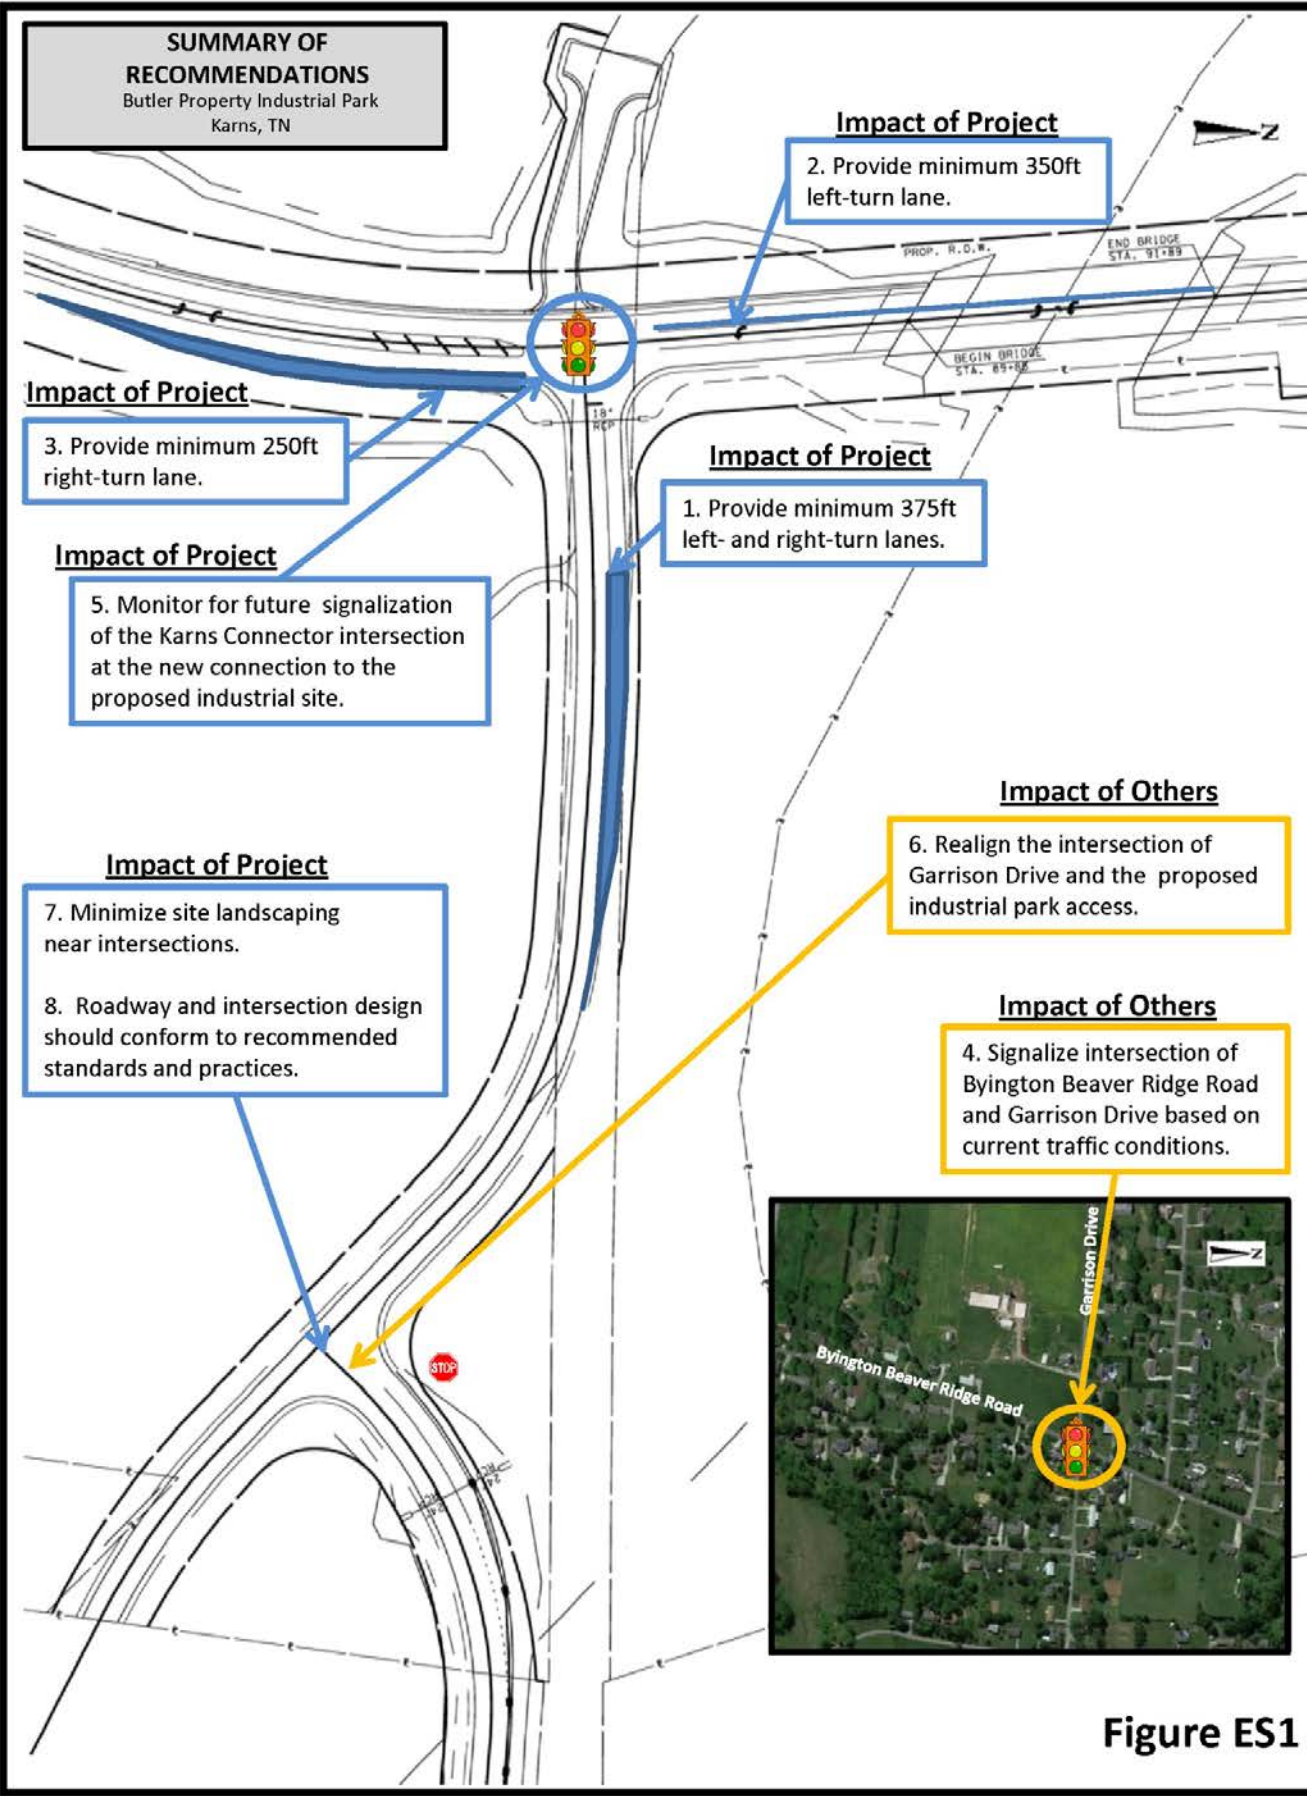 SUMMARY OF
RECOMMENDATIONS
Butler Property Industrial Park
Karns, TN
Impact of Project
2. Provide minimum 350ft
left-turn lane.
N
PROP. R.O.W.
END BRIDGE
STA. 91+89
BEGIN BRIDGE
STA. 89+
Impact of Project
3. Provide minimum 250ft
right-turn lane.
18"
RCP
Impact of Project
1. Provide minimum 375ft
left- and right-turn lanes.
Impact of Project
5. Monitor for future signalization
of the Karns Connector intersection
at the new connection to the
proposed industrial site.
Impact of Others
6. Realign the intersection of
Garrison Drive and the proposed
industrial park access.
Impact of Project
7. Minimize site landscaping
near intersections.
8. Roadway and intersection design
should conform to recommended
standards and practices.
Impact of Others
4. Signalize intersection of
Byington Beaver Ridge Road
and Garrison Drive based on
current traffic conditions.
STOP
24"
Garrison Drive
N
Byington Beaver Ridge Road
Figure ES1